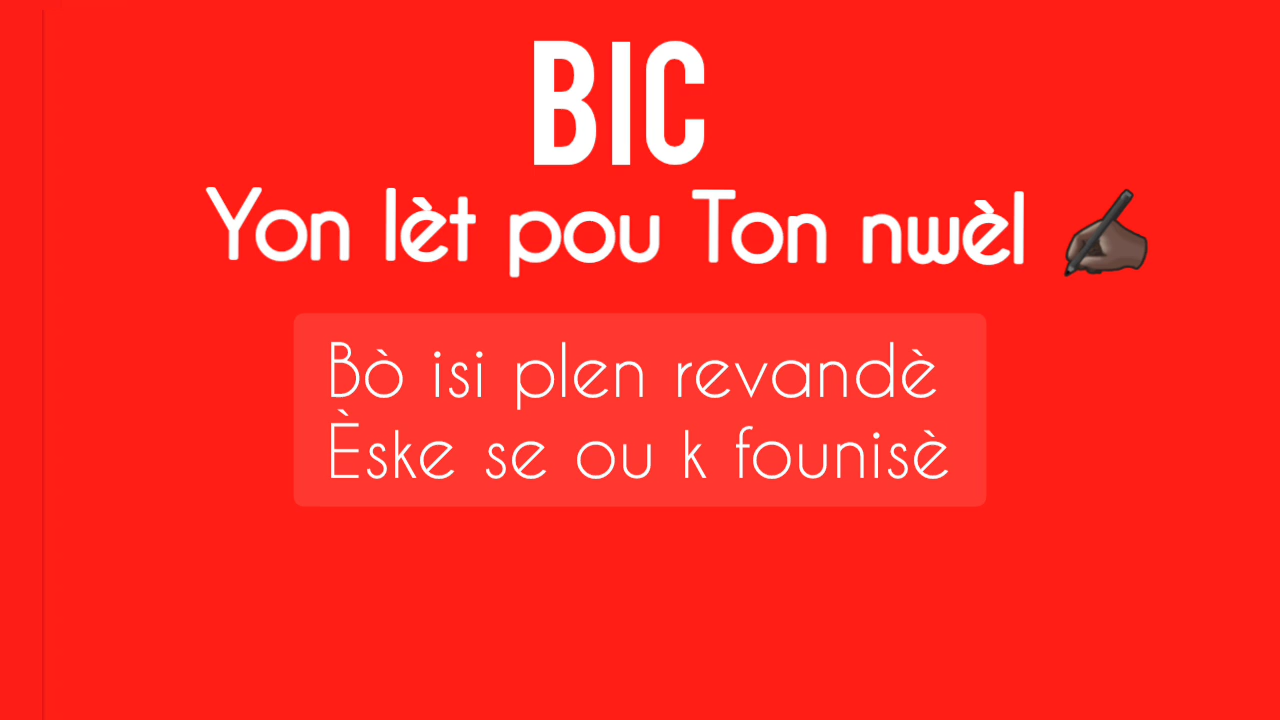 BIC
Yon lèt pou Ton nwèl ✍🏿
Bò isi plen revandè
Èske se ou k founisè